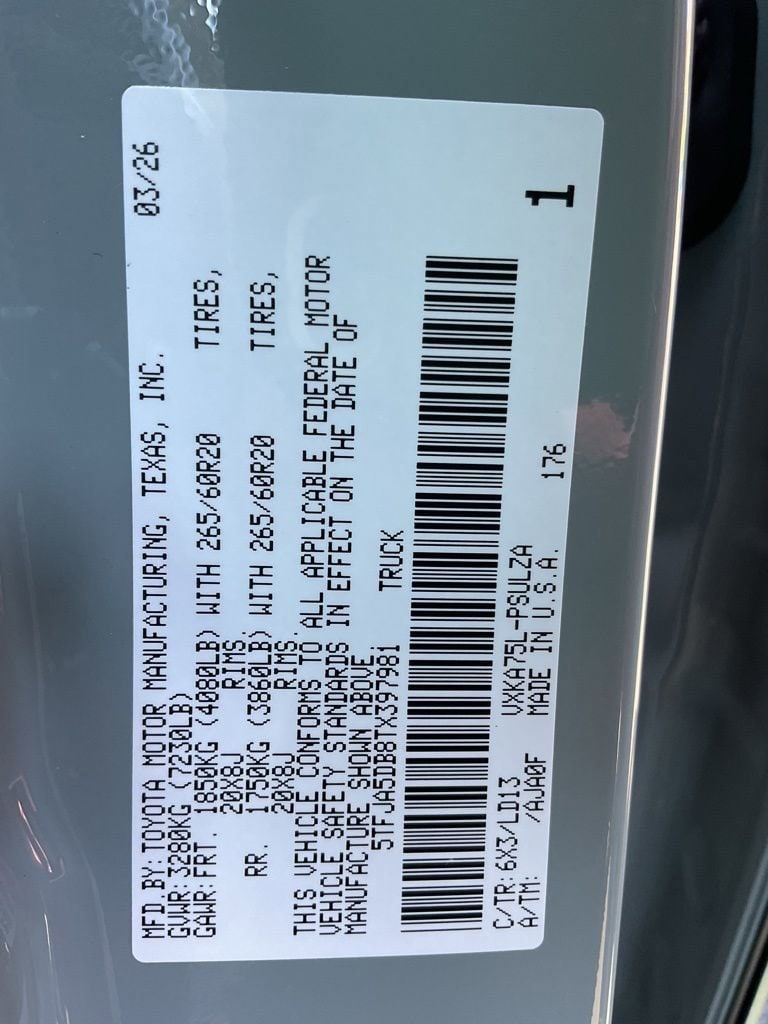 03/26
MFD.BY:TOYOTA MOTOR MANUFACTURING, TEXAS, INC.
GVWR:3280KG (7230LB)
GAWR:FRT. 1850KG (4080LB) WITH 265/60R20 TIRES,
20X8J RIMS.
RR. 1750KG (3860LB) WITH 265/60R20 TIRES,
20X8J RIMS.
THIS VEHICLE CONFORMS TO ALL APPLICABLE FEDERAL MOTOR
VEHICLE SAFETY STANDARDS IN EFFECT ON THE DATE OF
MANUFACTURE SHOWN ABOVE.
5TFJA5DB8TX397981 TRUCK
1
C/TR:6X3/LD13 VXKA75L-PSULZA
A/TM: /AJA0F MADE IN U.S.A. 176